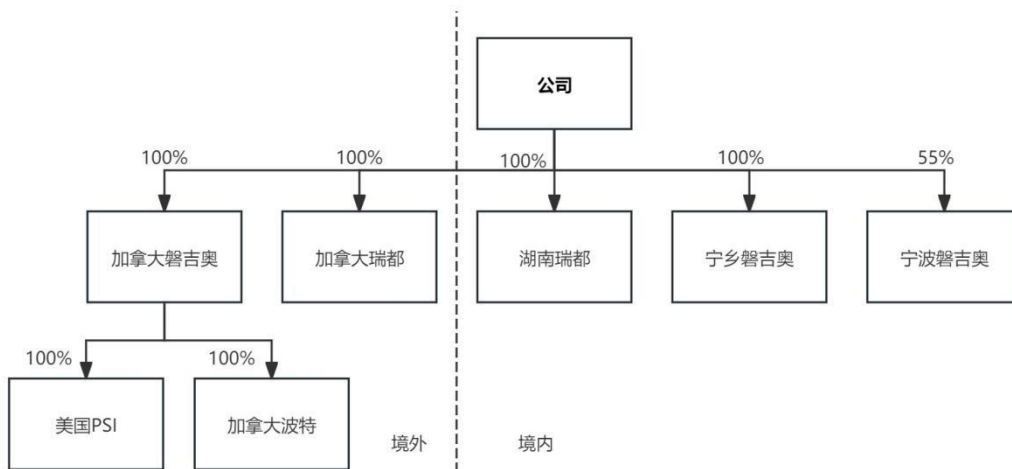 公司
100%
100%
100%
100%
55%
加拿大磐吉奥
加拿大瑞都
湖南瑞都
宁乡磐吉奥
宁波磐吉奥
100%
100%
美国PSI
加拿大波特
境外
境内